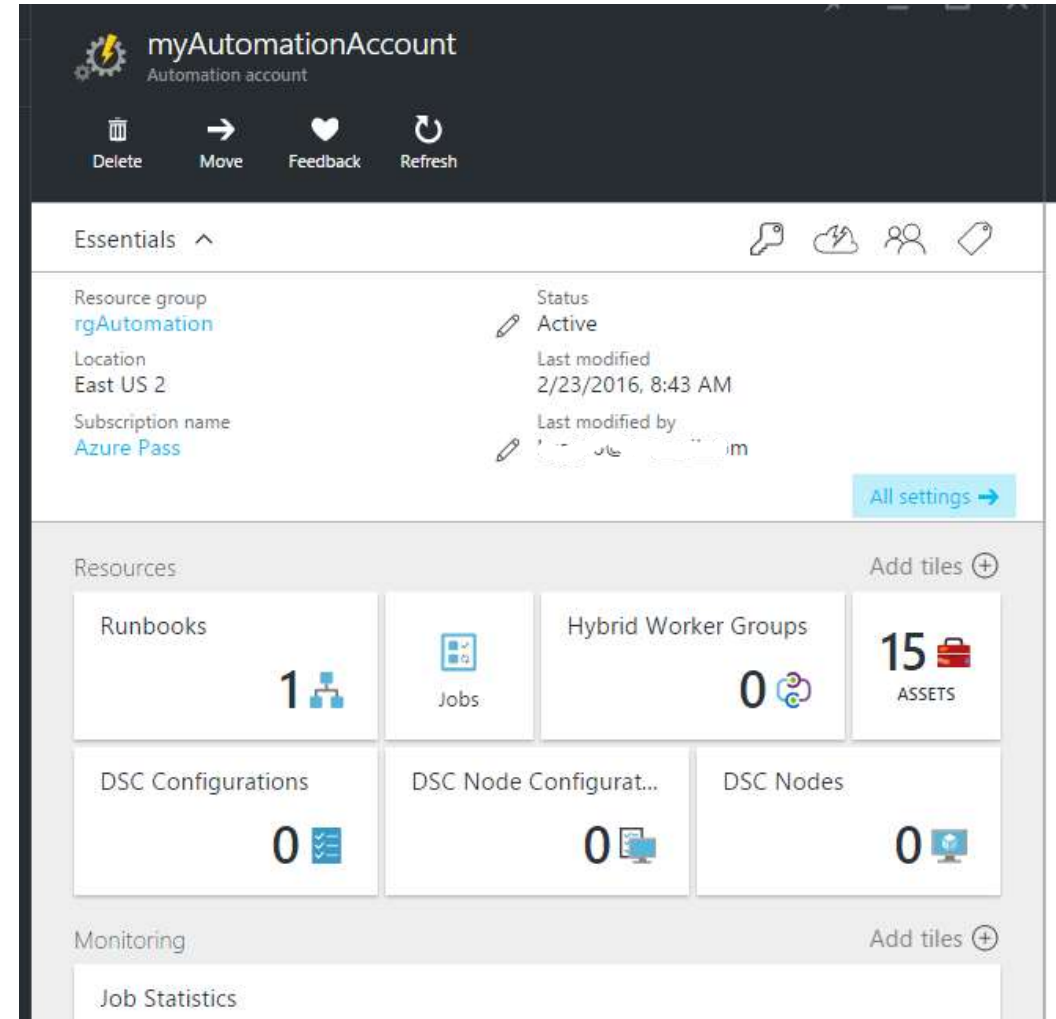 myAutomationAccount
Automation account
Delete Move Feedback Refresh
Essentials
Resource group
rgAutomation
Status
Active
Location
East US 2
Last modified
2/23/2016, 8:43 AM
Subscription name
Azure Pass
Last modified by
All settings
Resources
Add tiles
Runbooks
1
Jobs
Hybrid Worker Groups
0
15
ASSETS
DSC Configurations
0
DSC Node Configurat...
0
DSC Nodes
0
Monitoring
Add tiles
Job Statistics